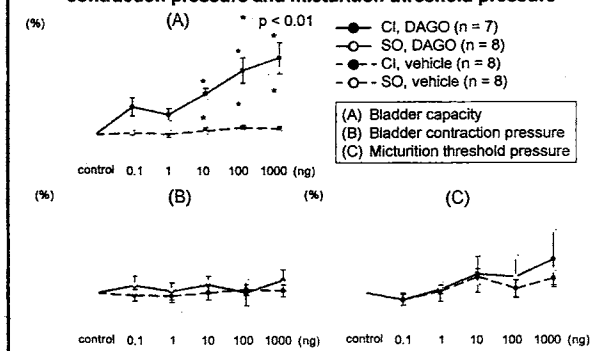 contraction pressure and micturition threshold pressure
(%)
(A)
* p < 0.01
*
*
*
*
*
*
control 0.1 1 10 100 1000 (ng)
CI, DAGO (n = 7)
SO, DAGO (n = 8)
CI, vehicle (n = 8)
SO, vehicle (n = 8)
(A) Bladder capacity
(B) Bladder contraction pressure
(C) Micturition threshold pressure
(%)
(B)
control 0.1 1 10 100 1000 (ng)
(%)
(C)
control 0.1 1 10 100 1000 (ng)